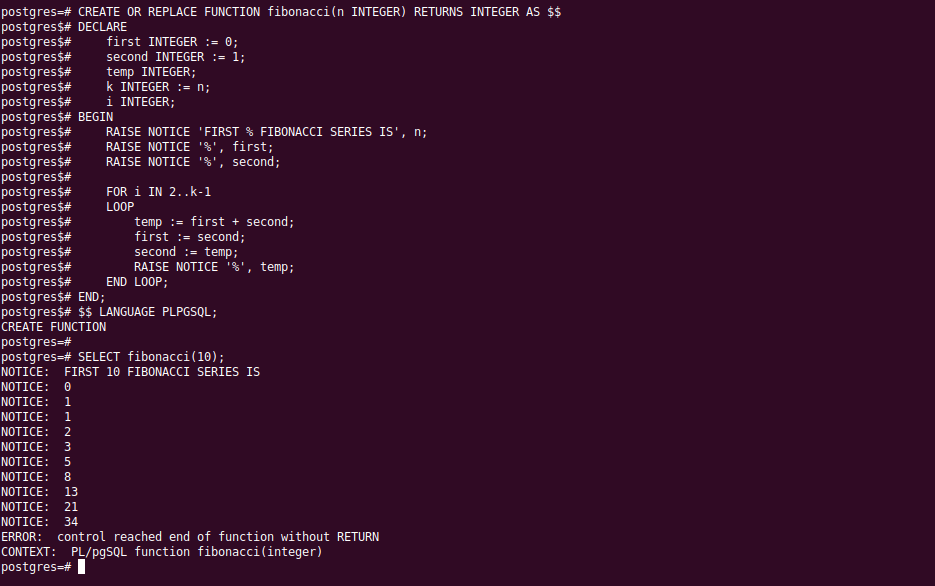 postgres=# CREATE OR REPLACE FUNCTION fibonacci(n INTEGER) RETURNS INTEGER AS $$
postgres$# DECLARE
postgres$#     first INTEGER := 0;
postgres$#     second INTEGER := 1;
postgres$#     temp INTEGER;
postgres$#     k INTEGER := n;
postgres$#     i INTEGER;
postgres$# BEGIN
postgres$#     RAISE NOTICE 'FIRST % FIBONACCI SERIES IS', n;
postgres$#     RAISE NOTICE '%', first;
postgres$#     RAISE NOTICE '%', second;
postgres$#
postgres$#     FOR i IN 2..k-1
postgres$#     LOOP
postgres$#         temp := first + second;
postgres$#         first := second;
postgres$#         second := temp;
postgres$#         RAISE NOTICE '%', temp;
postgres$#     END LOOP;
postgres$# END;
postgres$# $$ LANGUAGE PLPGSQL;
CREATE FUNCTION
postgres=#
postgres=# SELECT fibonacci(10);
NOTICE:  FIRST 10 FIBONACCI SERIES IS
NOTICE:  0
NOTICE:  1
NOTICE:  1
NOTICE:  2
NOTICE:  3
NOTICE:  5
NOTICE:  8
NOTICE:  13
NOTICE:  21
NOTICE:  34
ERROR:  control reached end of function without RETURN
CONTEXT:  PL/pgSQL function fibonacci(integer)
postgres=#